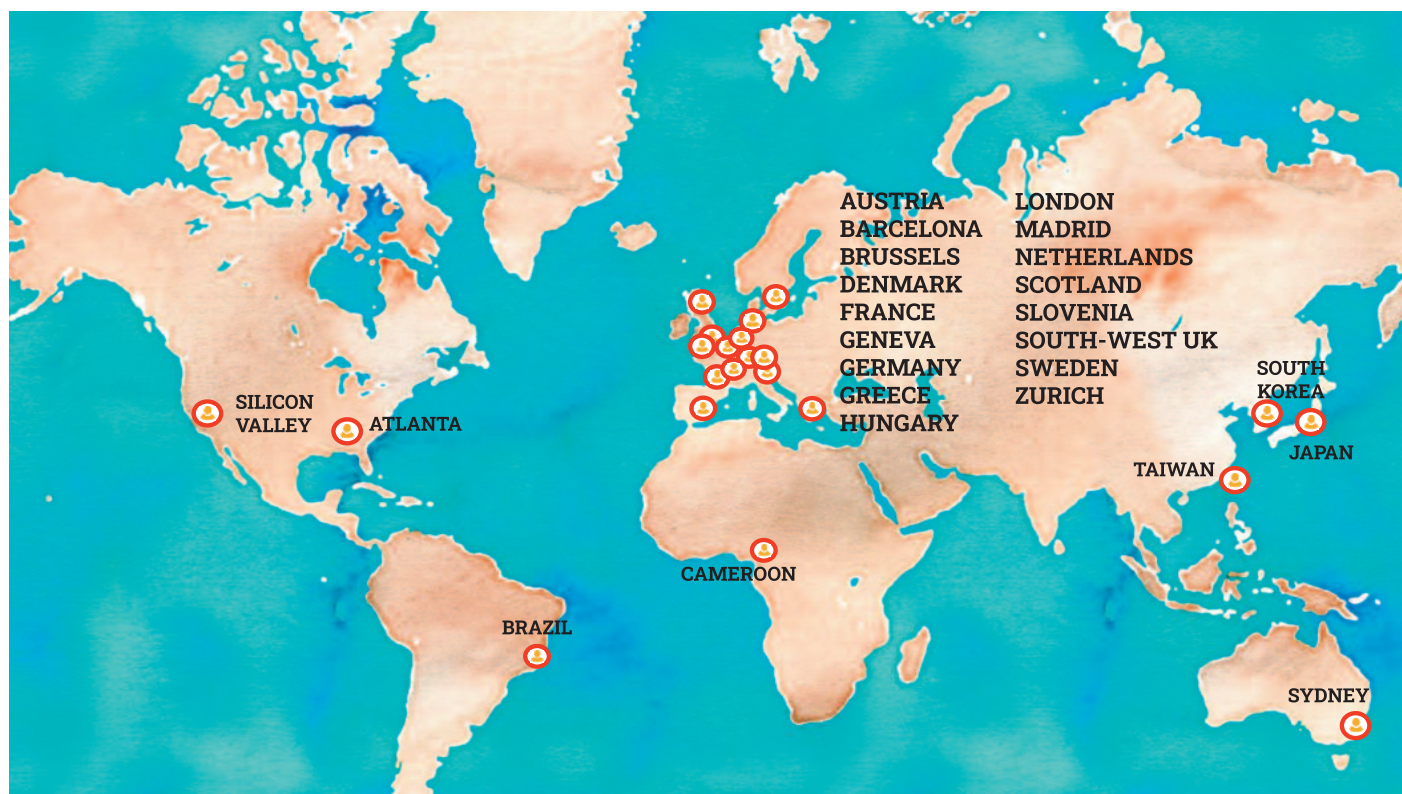 AUSTRIA
BARCELONA
BRUSSELS
DENMARK
FRANCE
GENEVA
GERMANY
GREECE
HUNGARY
LONDON
MADRID
NETHERLANDS
SCOTLAND
SLOVENIA
SOUTH-WEST UK
SWEDEN
ZURICH
SILICON
VALLEY
ATLANTA
SOUTH
KOREA
JAPAN
TAIWAN
CAMEROON
BRAZIL
SYDNEY